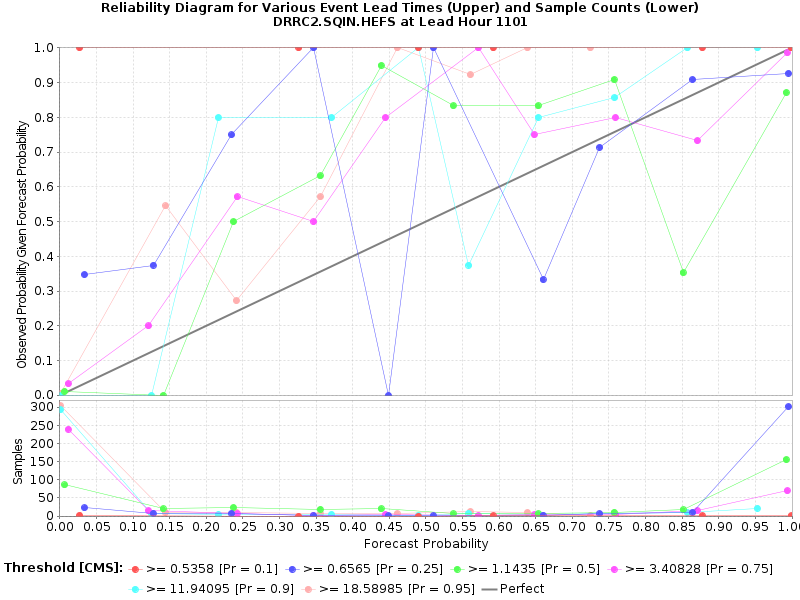 Reliability Diagram for Various Event Lead Times (Upper) and Sample Counts (Lower)
DRRC2.SQIN.HEFS at Lead Hour 1101
Observed Probability Given Forecast Probability
1.0
0.9
0.8
0.7
0.6
0.5
0.4
0.3
0.2
0.1
0.0
Samples
300
250
200
150
100
50
0
0.00 0.05 0.10 0.15 0.20 0.25 0.30 0.35 0.40 0.45 0.50 0.55 0.60 0.65 0.70 0.75 0.80 0.85 0.90 0.95 1.00
Forecast Probability
Threshold [CMS]: >= 0.5358 [Pr = 0.1] >= 0.6565 [Pr = 0.25] >= 1.1435 [Pr = 0.5] >= 3.40828 [Pr = 0.75]
>= 11.94095 [Pr = 0.9] >= 18.58985 [Pr = 0.95] Perfect